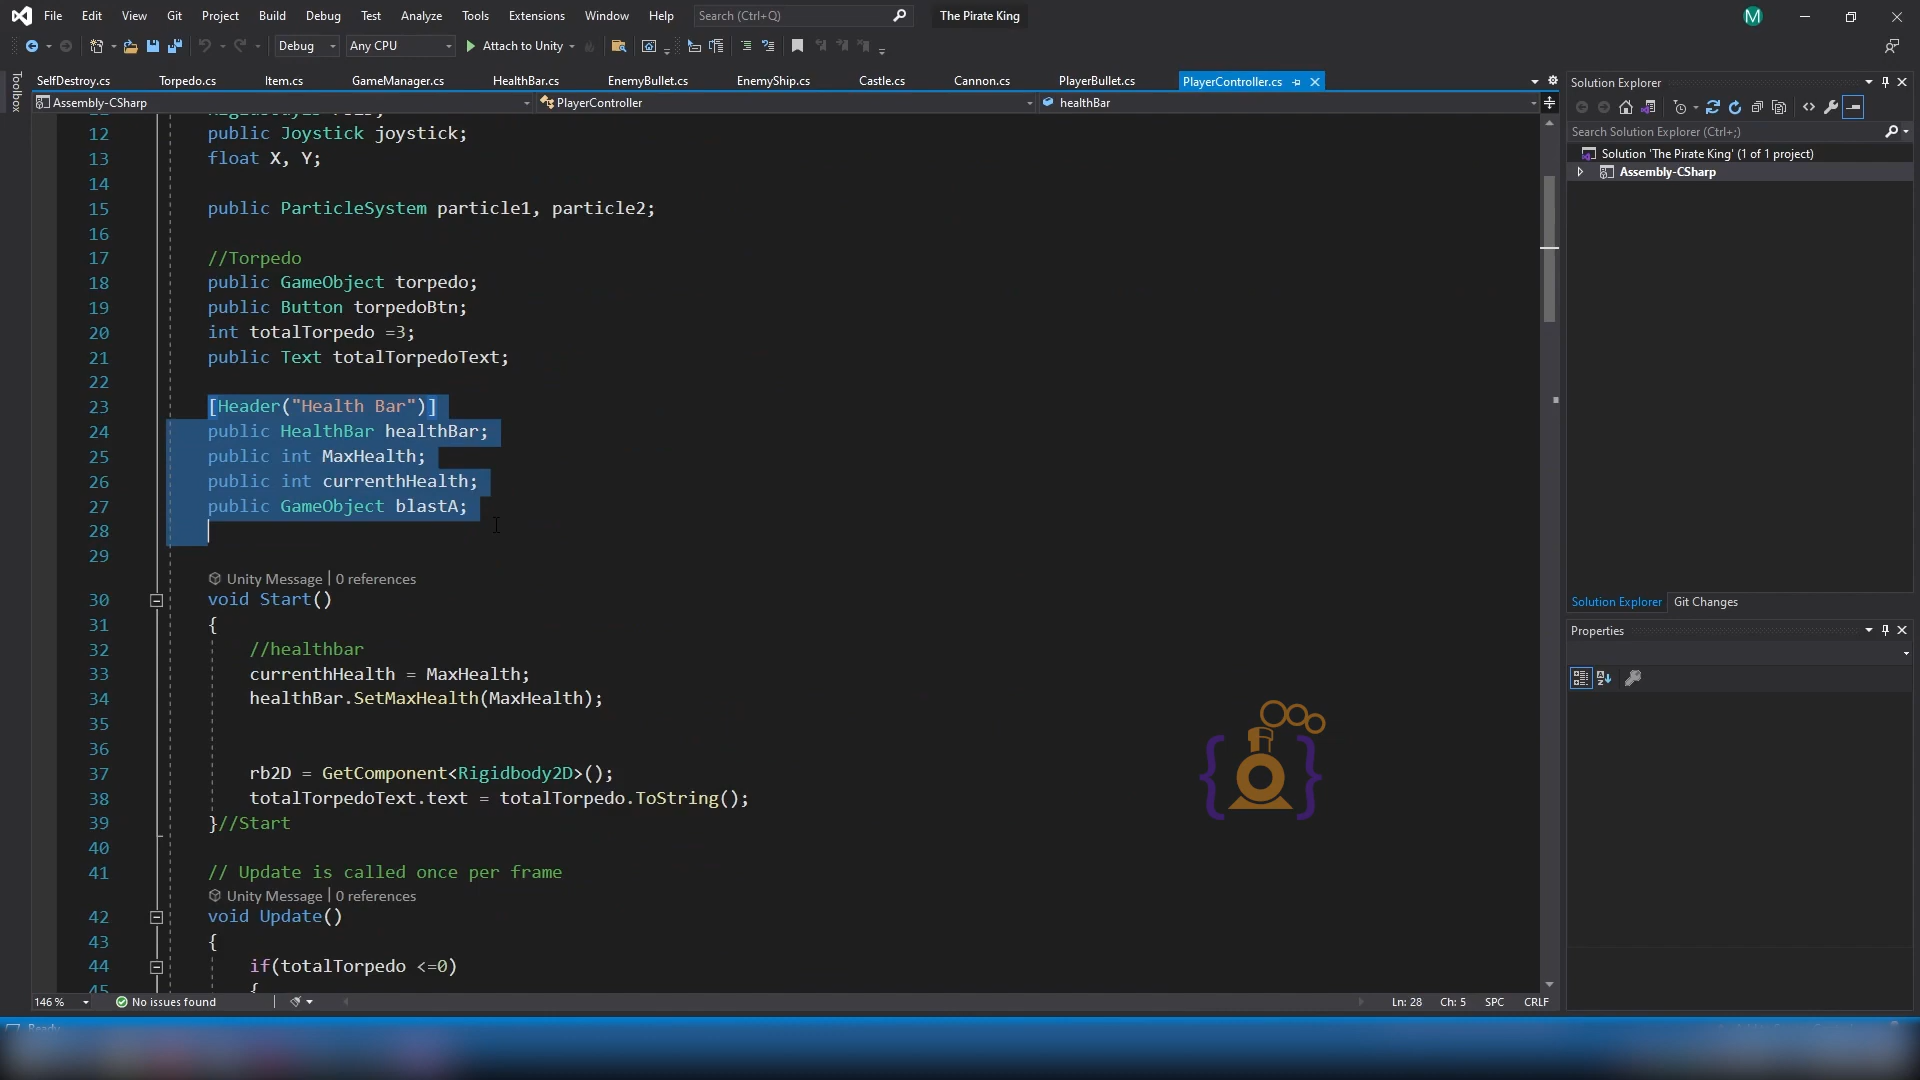 File Edit View Git Project Build Debug Test Analyze Tools Extensions Window Help Search (Ctrl+Q) The Pirate King M
Debug Any CPU Attach to Unity
Toolbox
SelfDestroy.cs Torpedo.cs Item.cs GameManager.cs HealthBar.cs EnemyBullet.cs EnemyShip.cs Castle.cs Cannon.cs PlayerBullet.cs PlayerController.cs
Assembly-CSharp PlayerController healthBar
12 public Joystick joystick;
13 float X, Y;
14
15 public ParticleSystem particle1, particle2;
16
17 //Torpedo
18 public GameObject torpedo;
19 public Button torpedoBtn;
20 int totalTorpedo =3;
21 public Text totalTorpedoText;
22
23 [Header("Health Bar")]
24 public HealthBar healthBar;
25 public int MaxHealth;
26 public int currenthHealth;
27 public GameObject blastA;
28
29
Unity Message | 0 references
30 void Start()
31 {
32 //healthbar
33 currenthHealth = MaxHealth;
34 healthBar.SetMaxHealth(MaxHealth);
35
36
37 rb2D = GetComponent<Rigidbody2D>();
38 totalTorpedoText.text = totalTorpedo.ToString();
39 }//Start
40
41 // Update is called once per frame
Unity Message | 0 references
42 void Update()
43 {
44 if(totalTorpedo <=0)
45 {
146 % No issues found Ln: 28 Ch: 5 SPC CRLF
Ready
Solution Explorer
Search Solution Explorer (Ctrl+;)
Solution 'The Pirate King' (1 of 1 project)
Assembly-CSharp
Solution Explorer Git Changes
Properties